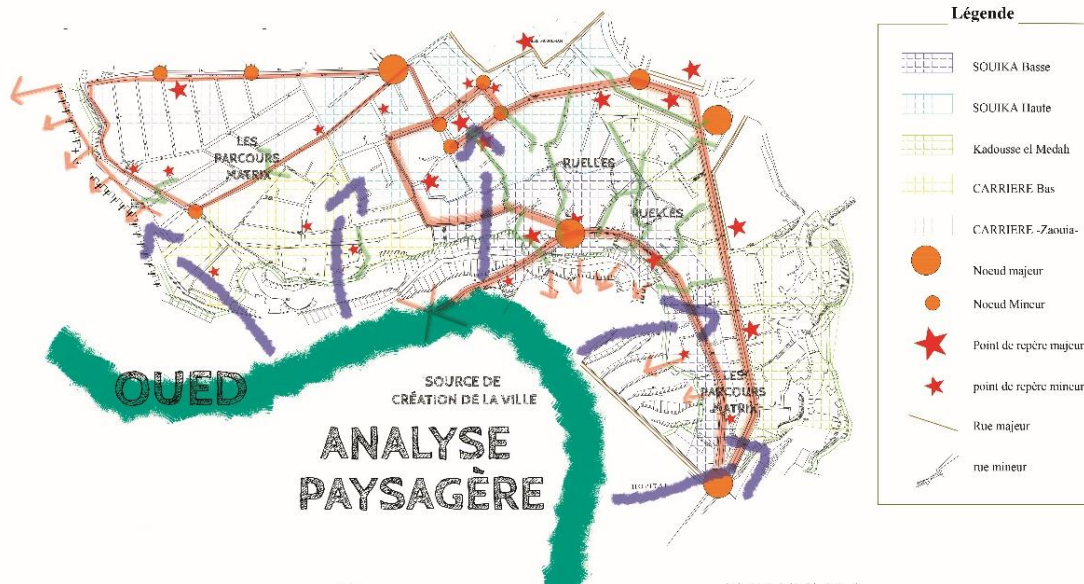 LES
PARCOURS
MATRIX
RUELLES
RUELLES
OUED
SOURCE DE
CRÉATION DE LA VILLE
ANALYSE
PAYSAGÈRE
LES
PARCOURS
MATRIX
HOPITAL
Légende
SOUIKA Basse
SOUIKA Haute
Kadousse el Medah
CARRIERE Bas
CARRIERE -Zaouia-
Noeud majeur
Noeud Mineur
Point de repère majeur
point de repère mineur
Rue majeur
rue mineur